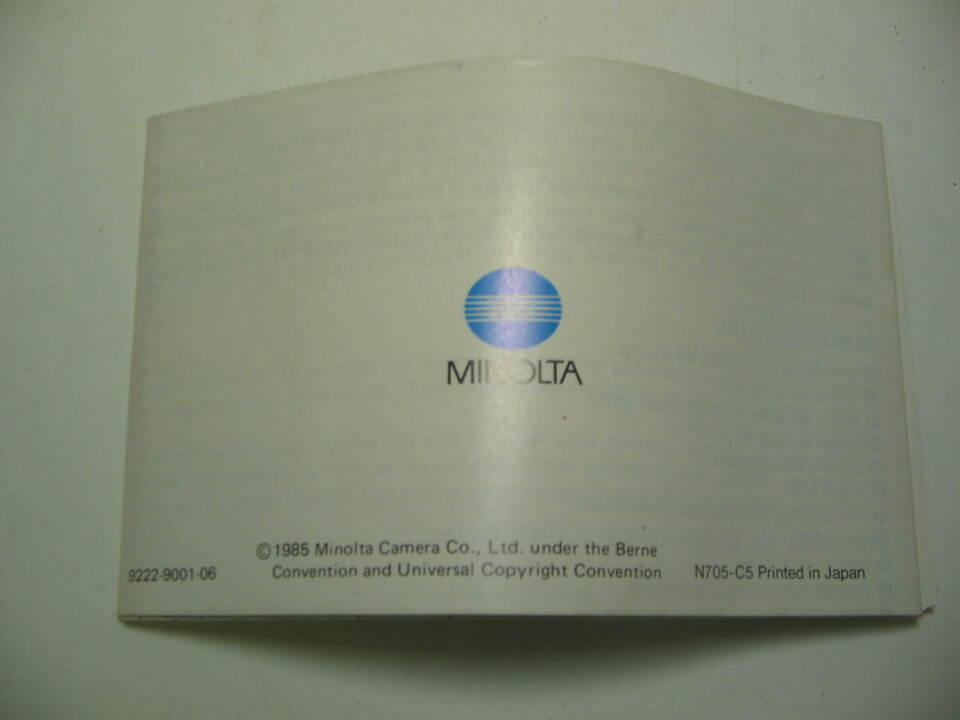 MINOLTA
©1985 Minolta Camera Co., Ltd. under the Berne
Convention and Universal Copyright Convention
9222-9001-06
N705-C5 Printed in Japan